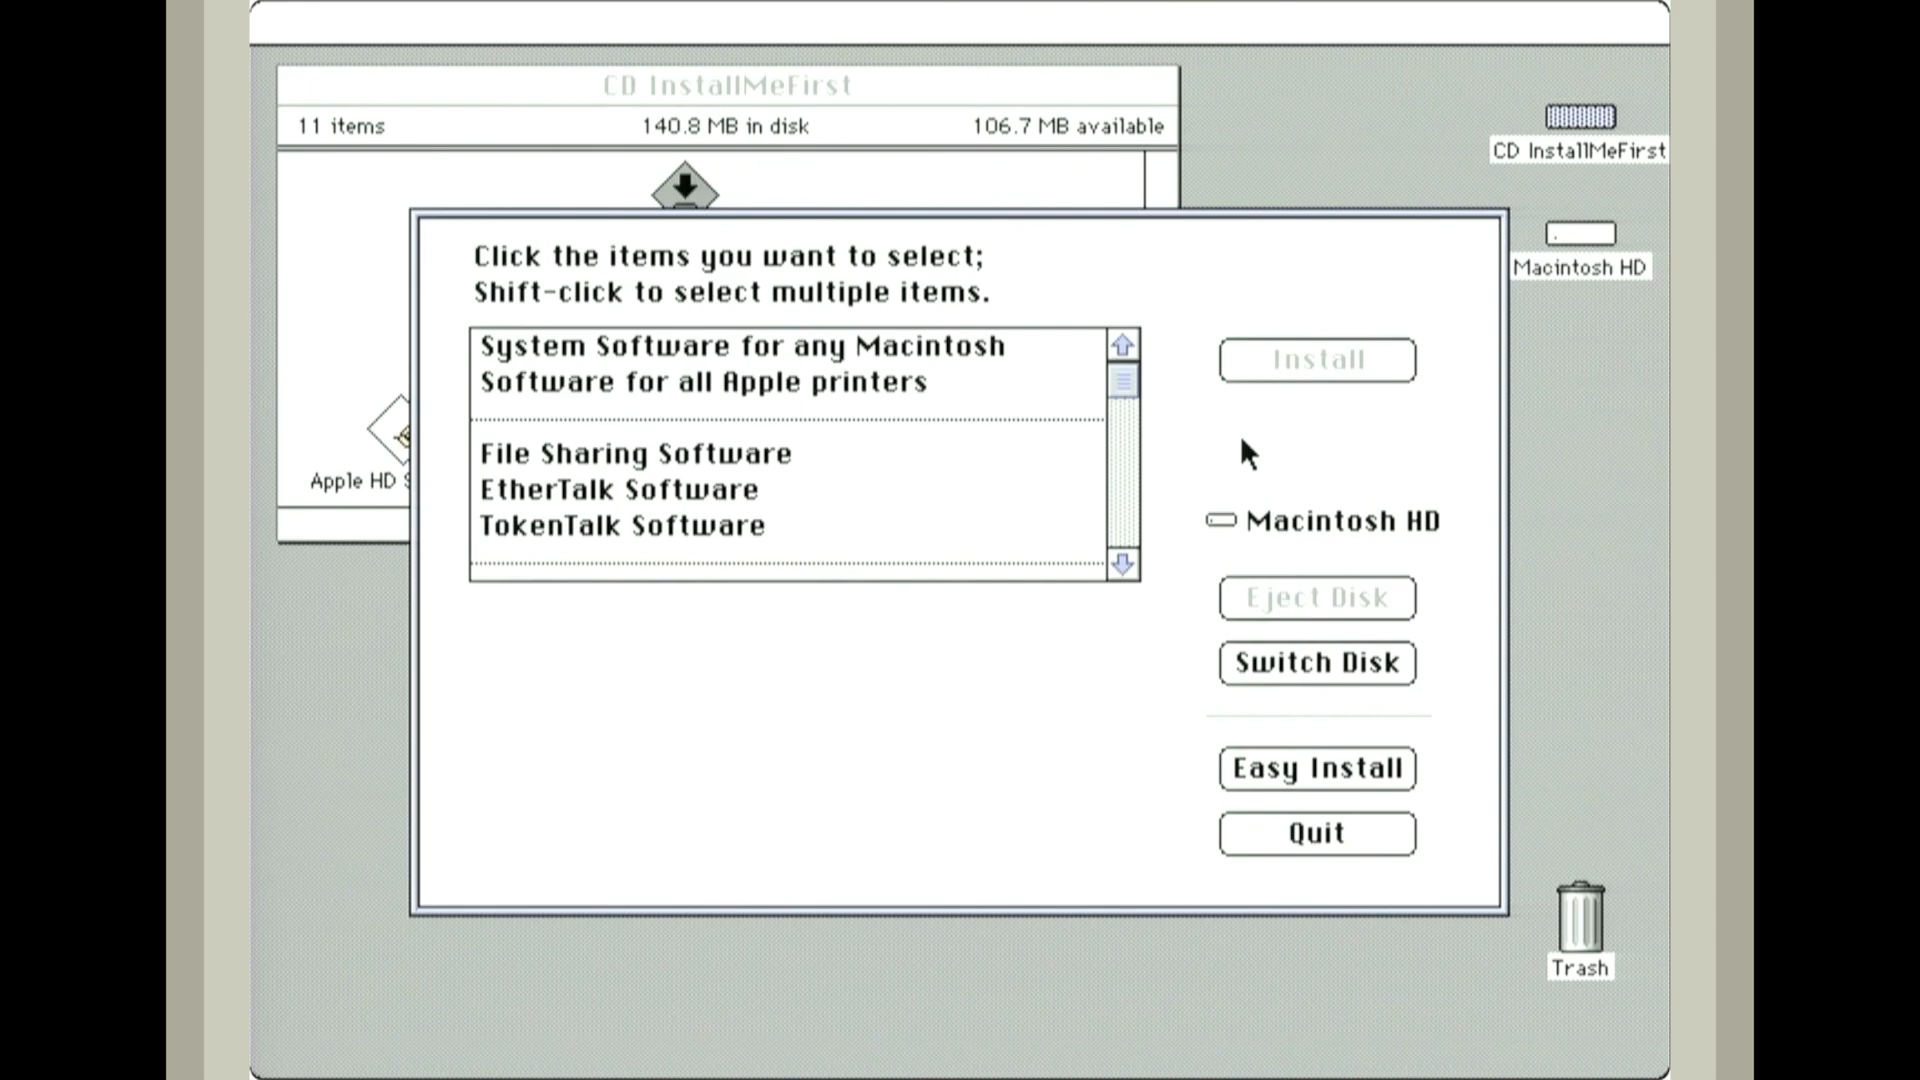 CD InstallMeFirst
11 items 140.8 MB in disk 106.7 MB available
CD InstallMeFirst
Macintosh HD
Click the items you want to select;
Shift-click to select multiple items.
System Software for any Macintosh
Software for all Apple printers
File Sharing Software
EtherTalk Software
TokenTalk Software
Install
Macintosh HD
Eject Disk
Switch Disk
Easy Install
Quit
Apple HD S
Trash